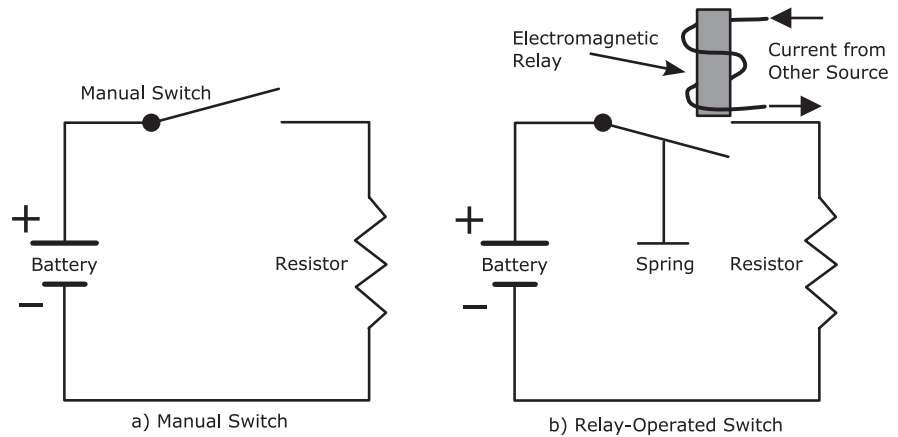 Manual Switch
+
Battery
−
Resistor
a) Manual Switch
Electromagnetic
Relay
Current from
Other Source
+
Battery
−
Spring
Resistor
b) Relay-Operated Switch